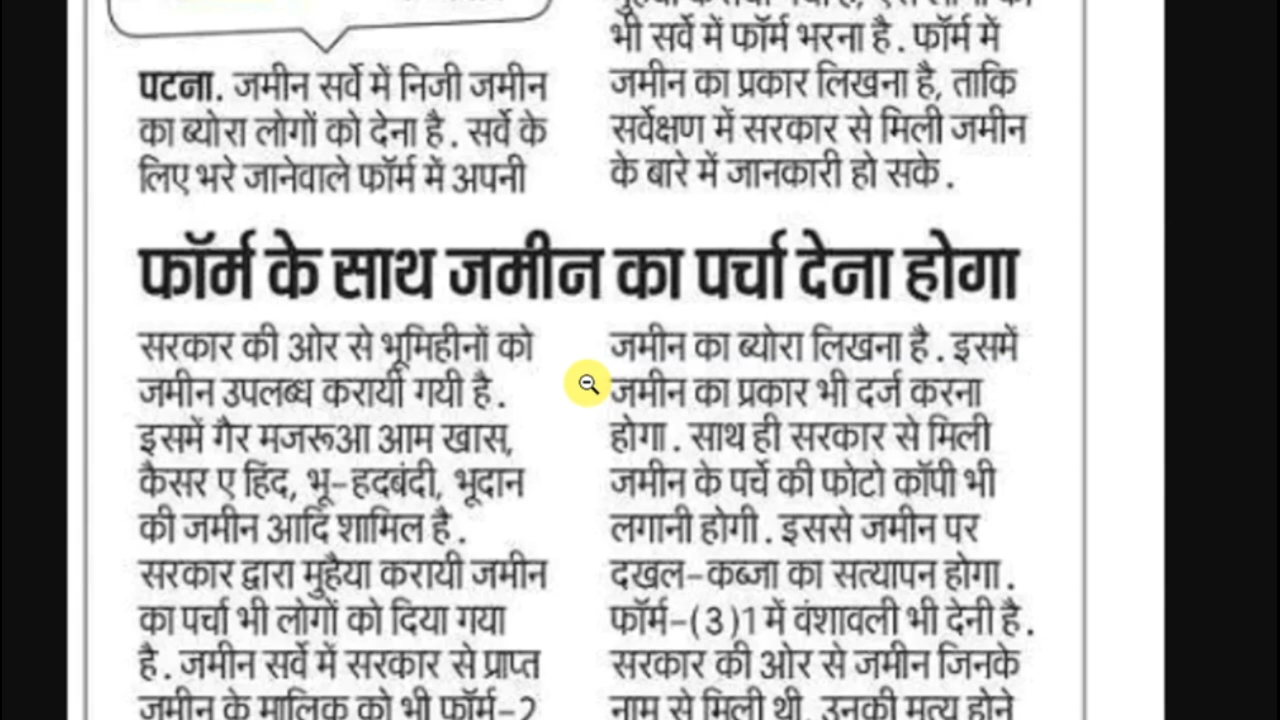 पटना. जमीन सर्वे में निजी जमीन
का ब्योरा लोगों को देना है. सर्वे के
लिए भरे जानेवाले फॉर्म में अपनी
भी सर्वे में फॉर्म भरना है. फॉर्म में
जमीन का प्रकार लिखना है, ताकि
सर्वेक्षण में सरकार से मिली जमीन
के बारे में जानकारी हो सके.
फॉर्म के साथ जमीन का पर्चा देना होगा
सरकार की ओर से भूमिहीनों को
जमीन उपलब्ध करायी गयी है.
इसमें गैर मजरूआ आम खास,
कैसर ए हिंद, भू-हदबंदी, भूदान
की जमीन आदि शामिल है.
सरकार द्वारा मुहैया करायी जमीन
का पर्चा भी लोगों को दिया गया
है. जमीन सर्वे में सरकार से प्राप्त
जमीन के मालिक को भी फॉर्म-2
जमीन का ब्योरा लिखना है. इसमें
जमीन का प्रकार भी दर्ज करना
होगा. साथ ही सरकार से मिली
जमीन के पर्चे की फोटो कॉपी भी
लगानी होगी. इससे जमीन पर
दखल-कब्जा का सत्यापन होगा.
फॉर्म-(3)1 में वंशावली भी देनी है.
सरकार की ओर से जमीन जिनके
नाम से मिली थी, उनकी मृत्यु होने